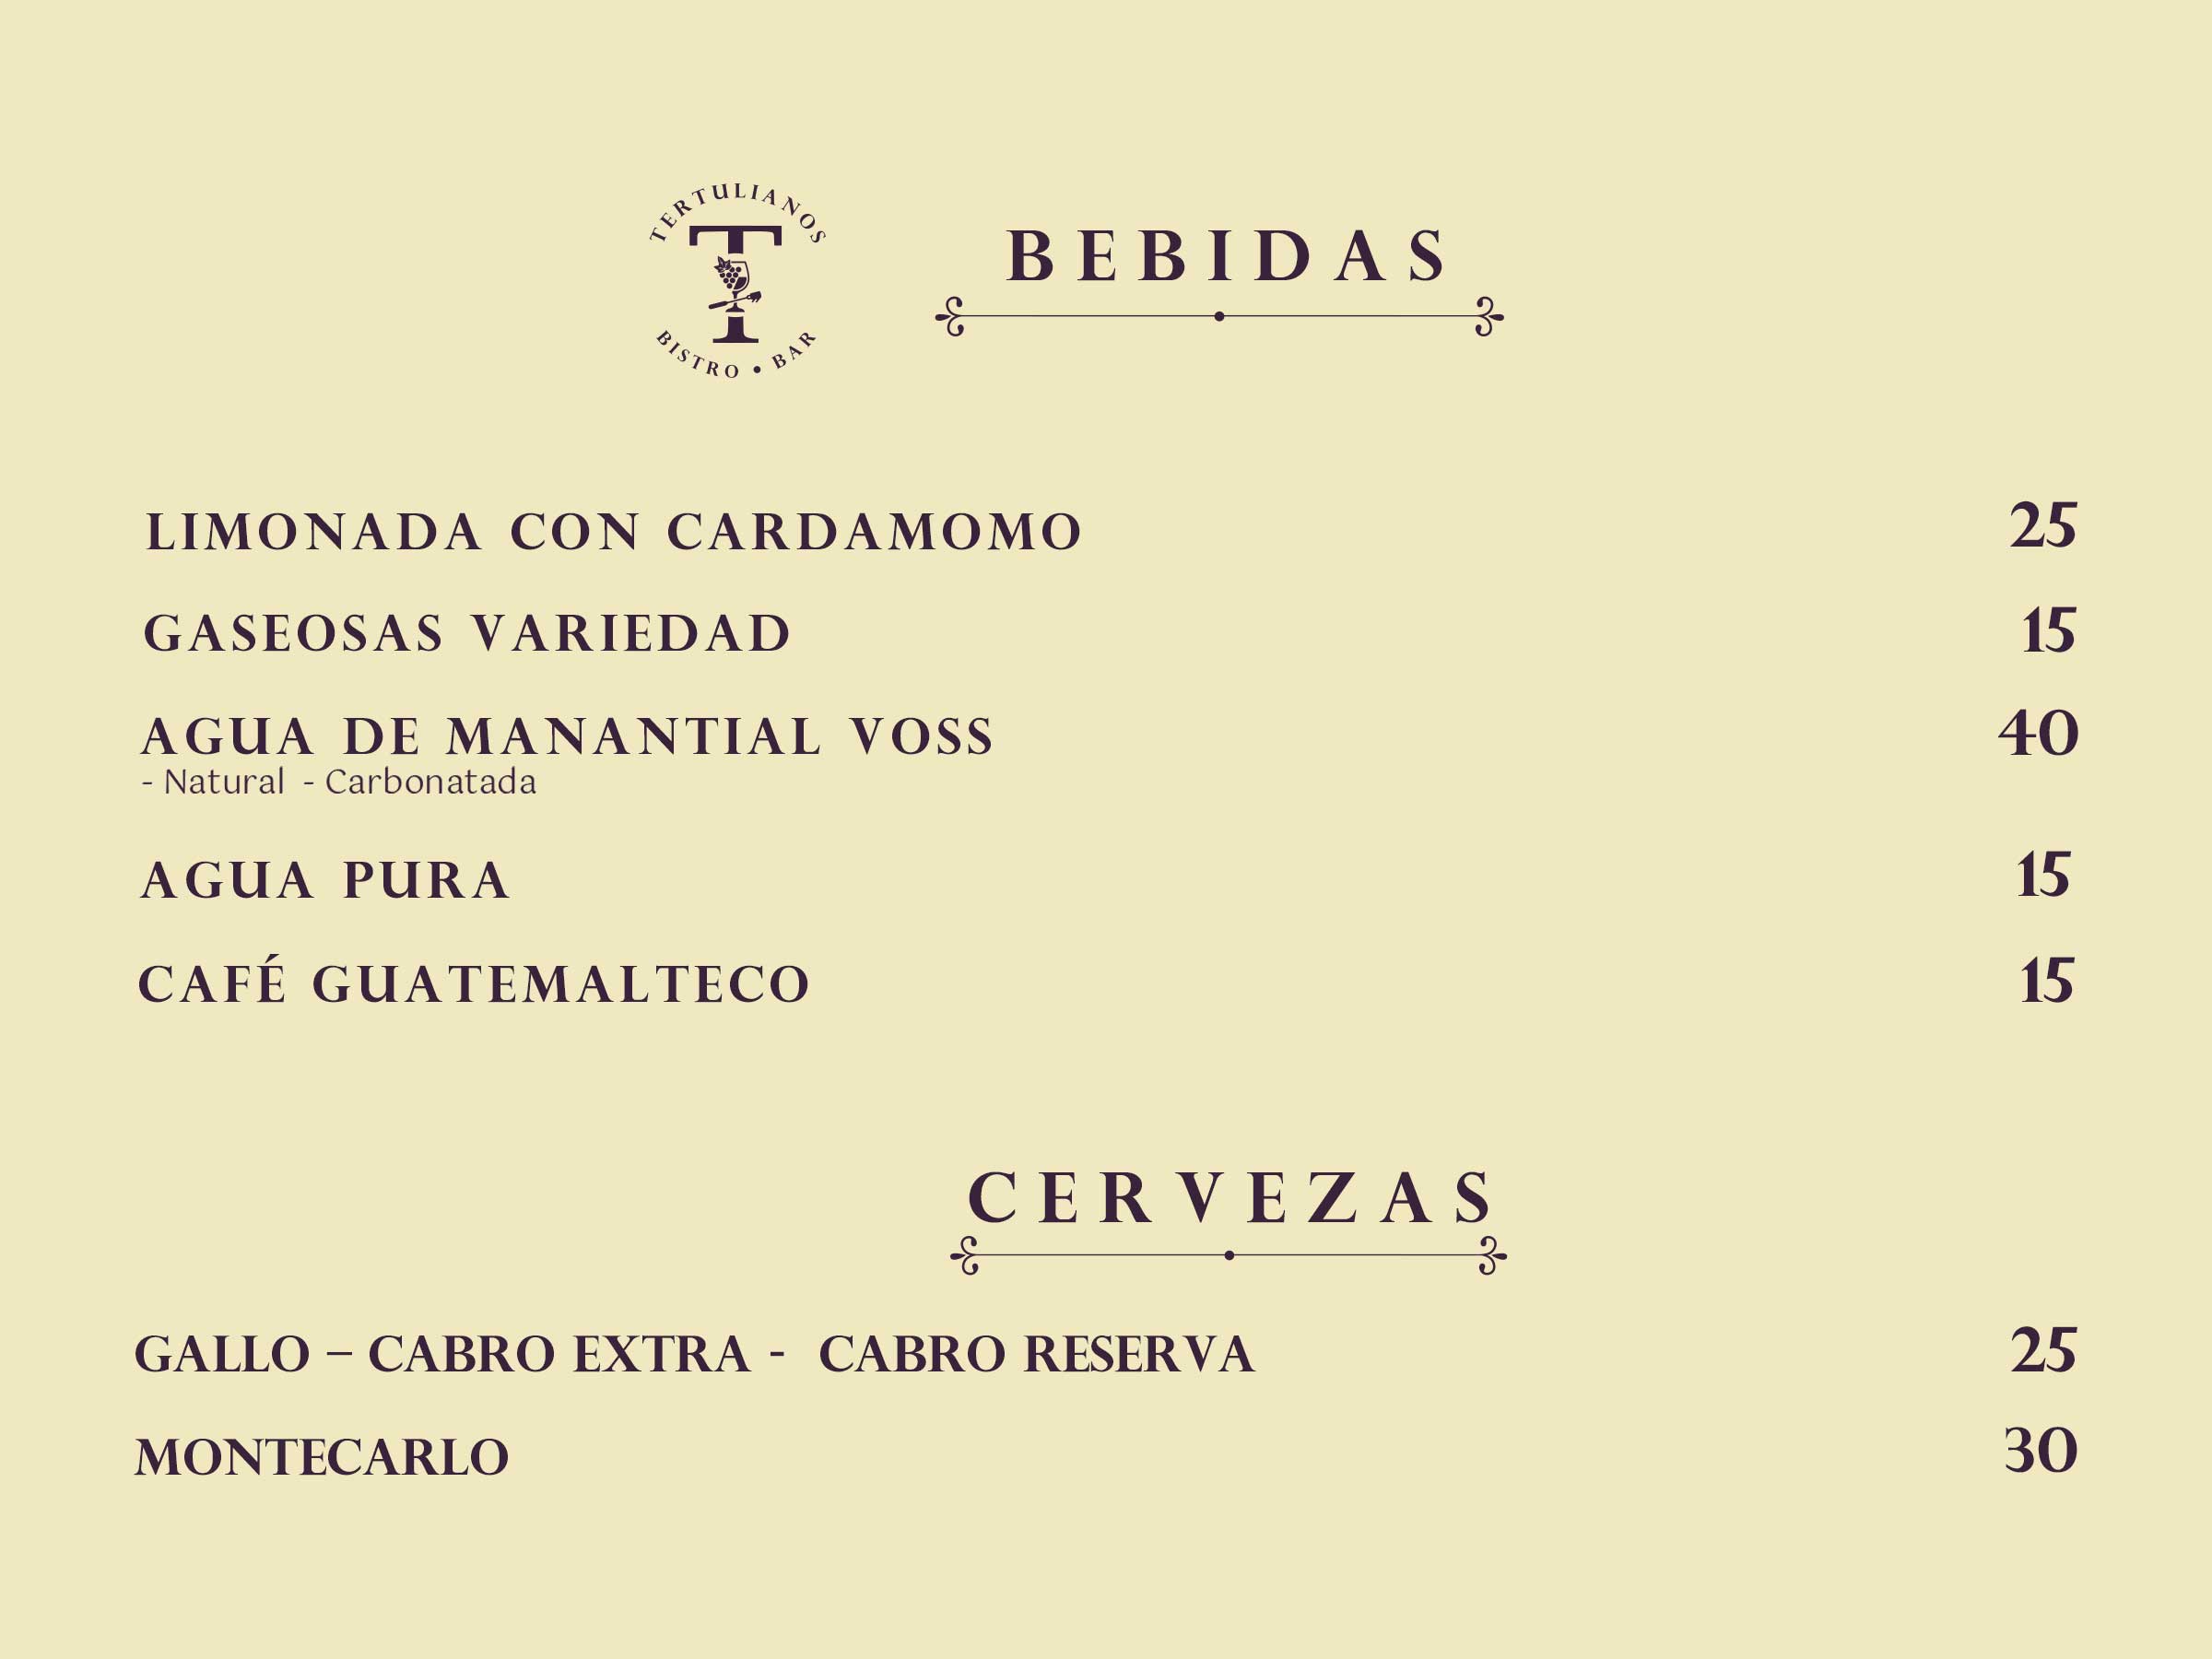 TERTULIANOS
T
BISTRO • BAR
BEBIDAS
LIMONADA CON CARDAMOMO 25
GASEOSAS VARIEDAD 15
AGUA DE MANANTIAL VOSS 40
- Natural - Carbonatada
AGUA PURA 15
CAFÉ GUATEMALTECO 15
CERVEZAS
GALLO – CABRO EXTRA - CABRO RESERVA 25
MONTECARLO 30